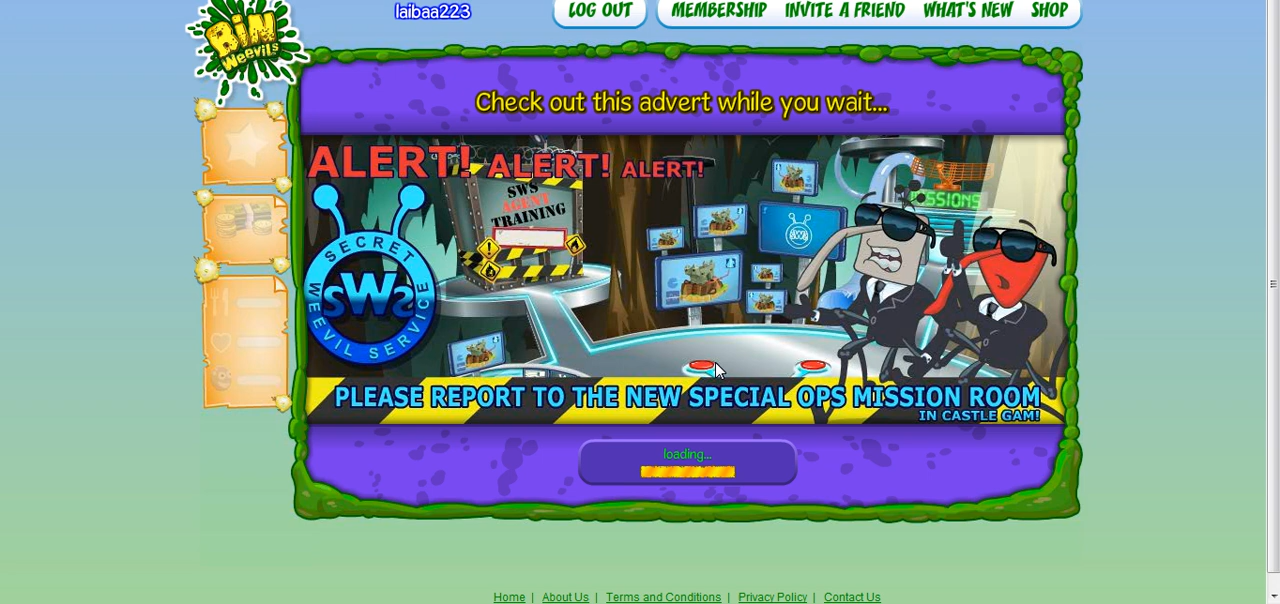 BiN
Weevils
laibaa223
LOG OUT
MEMBERSHIP INVITE A FRIEND WHAT'S NEW SHOP
Check out this advert while you wait...
ALERT! ALERT! ALERT!
SWS
AGENT
TRAINING
SECRET
SWS
WEEVIL SERVICE
SWS
MISSIONS
PLEASE REPORT TO THE NEW SPECIAL OPS MISSION ROOM
IN CASTLE GAM!
loading...
Home | About Us | Terms and Conditions | Privacy Policy | Contact Us